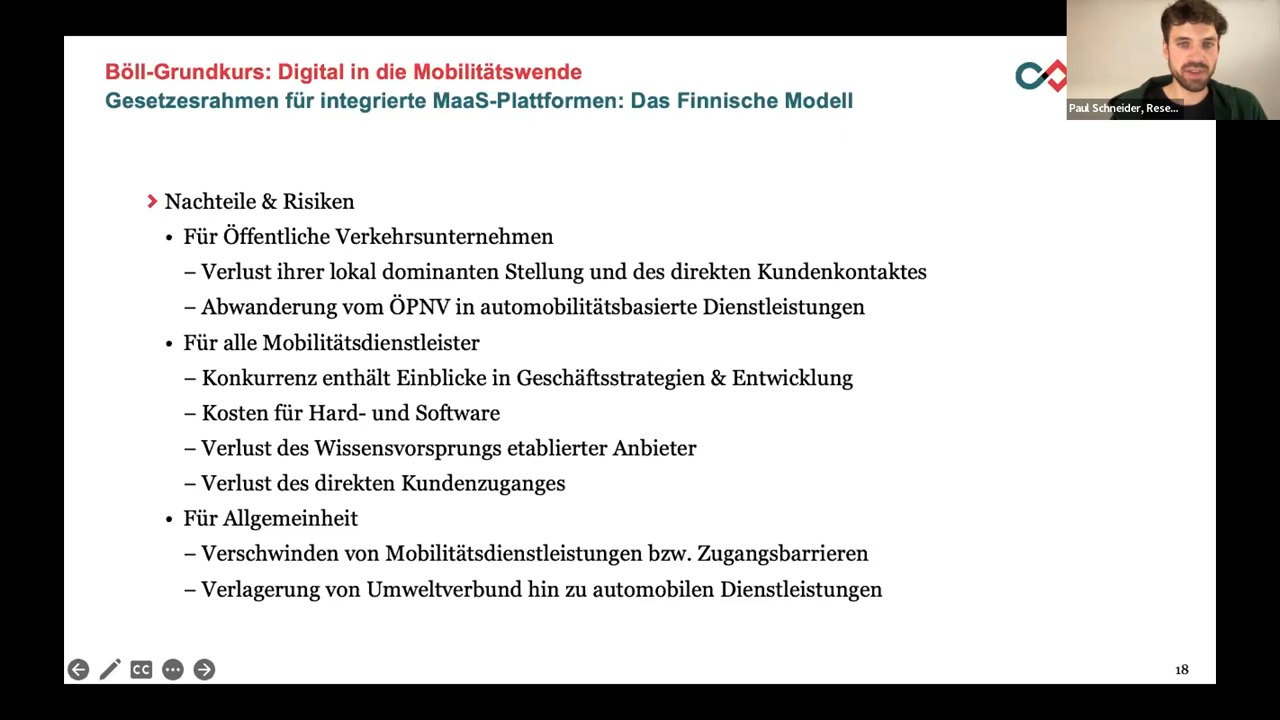 Böll-Grundkurs: Digital in die Mobilitätswende
Gesetzesrahmen für integrierte MaaS-Plattformen: Das Finnische Modell
Paul Schneider, Rese...
Nachteile & Risiken
• Für Öffentliche Verkehrsunternehmen
– Verlust ihrer lokal dominanten Stellung und des direkten Kundenkontaktes
– Abwanderung vom ÖPNV in automobilitätsbasierte Dienstleistungen
• Für alle Mobilitätsdienstleister
– Konkurrenz enthält Einblicke in Geschäftsstrategien & Entwicklung
– Kosten für Hard- und Software
– Verlust des Wissensvorsprungs etablierter Anbieter
– Verlust des direkten Kundenzuganges
• Für Allgemeinheit
– Verschwinden von Mobilitätsdienstleistungen bzw. Zugangsbarrieren
– Verlagerung von Umweltverbund hin zu automobilen Dienstleistungen
CC
18